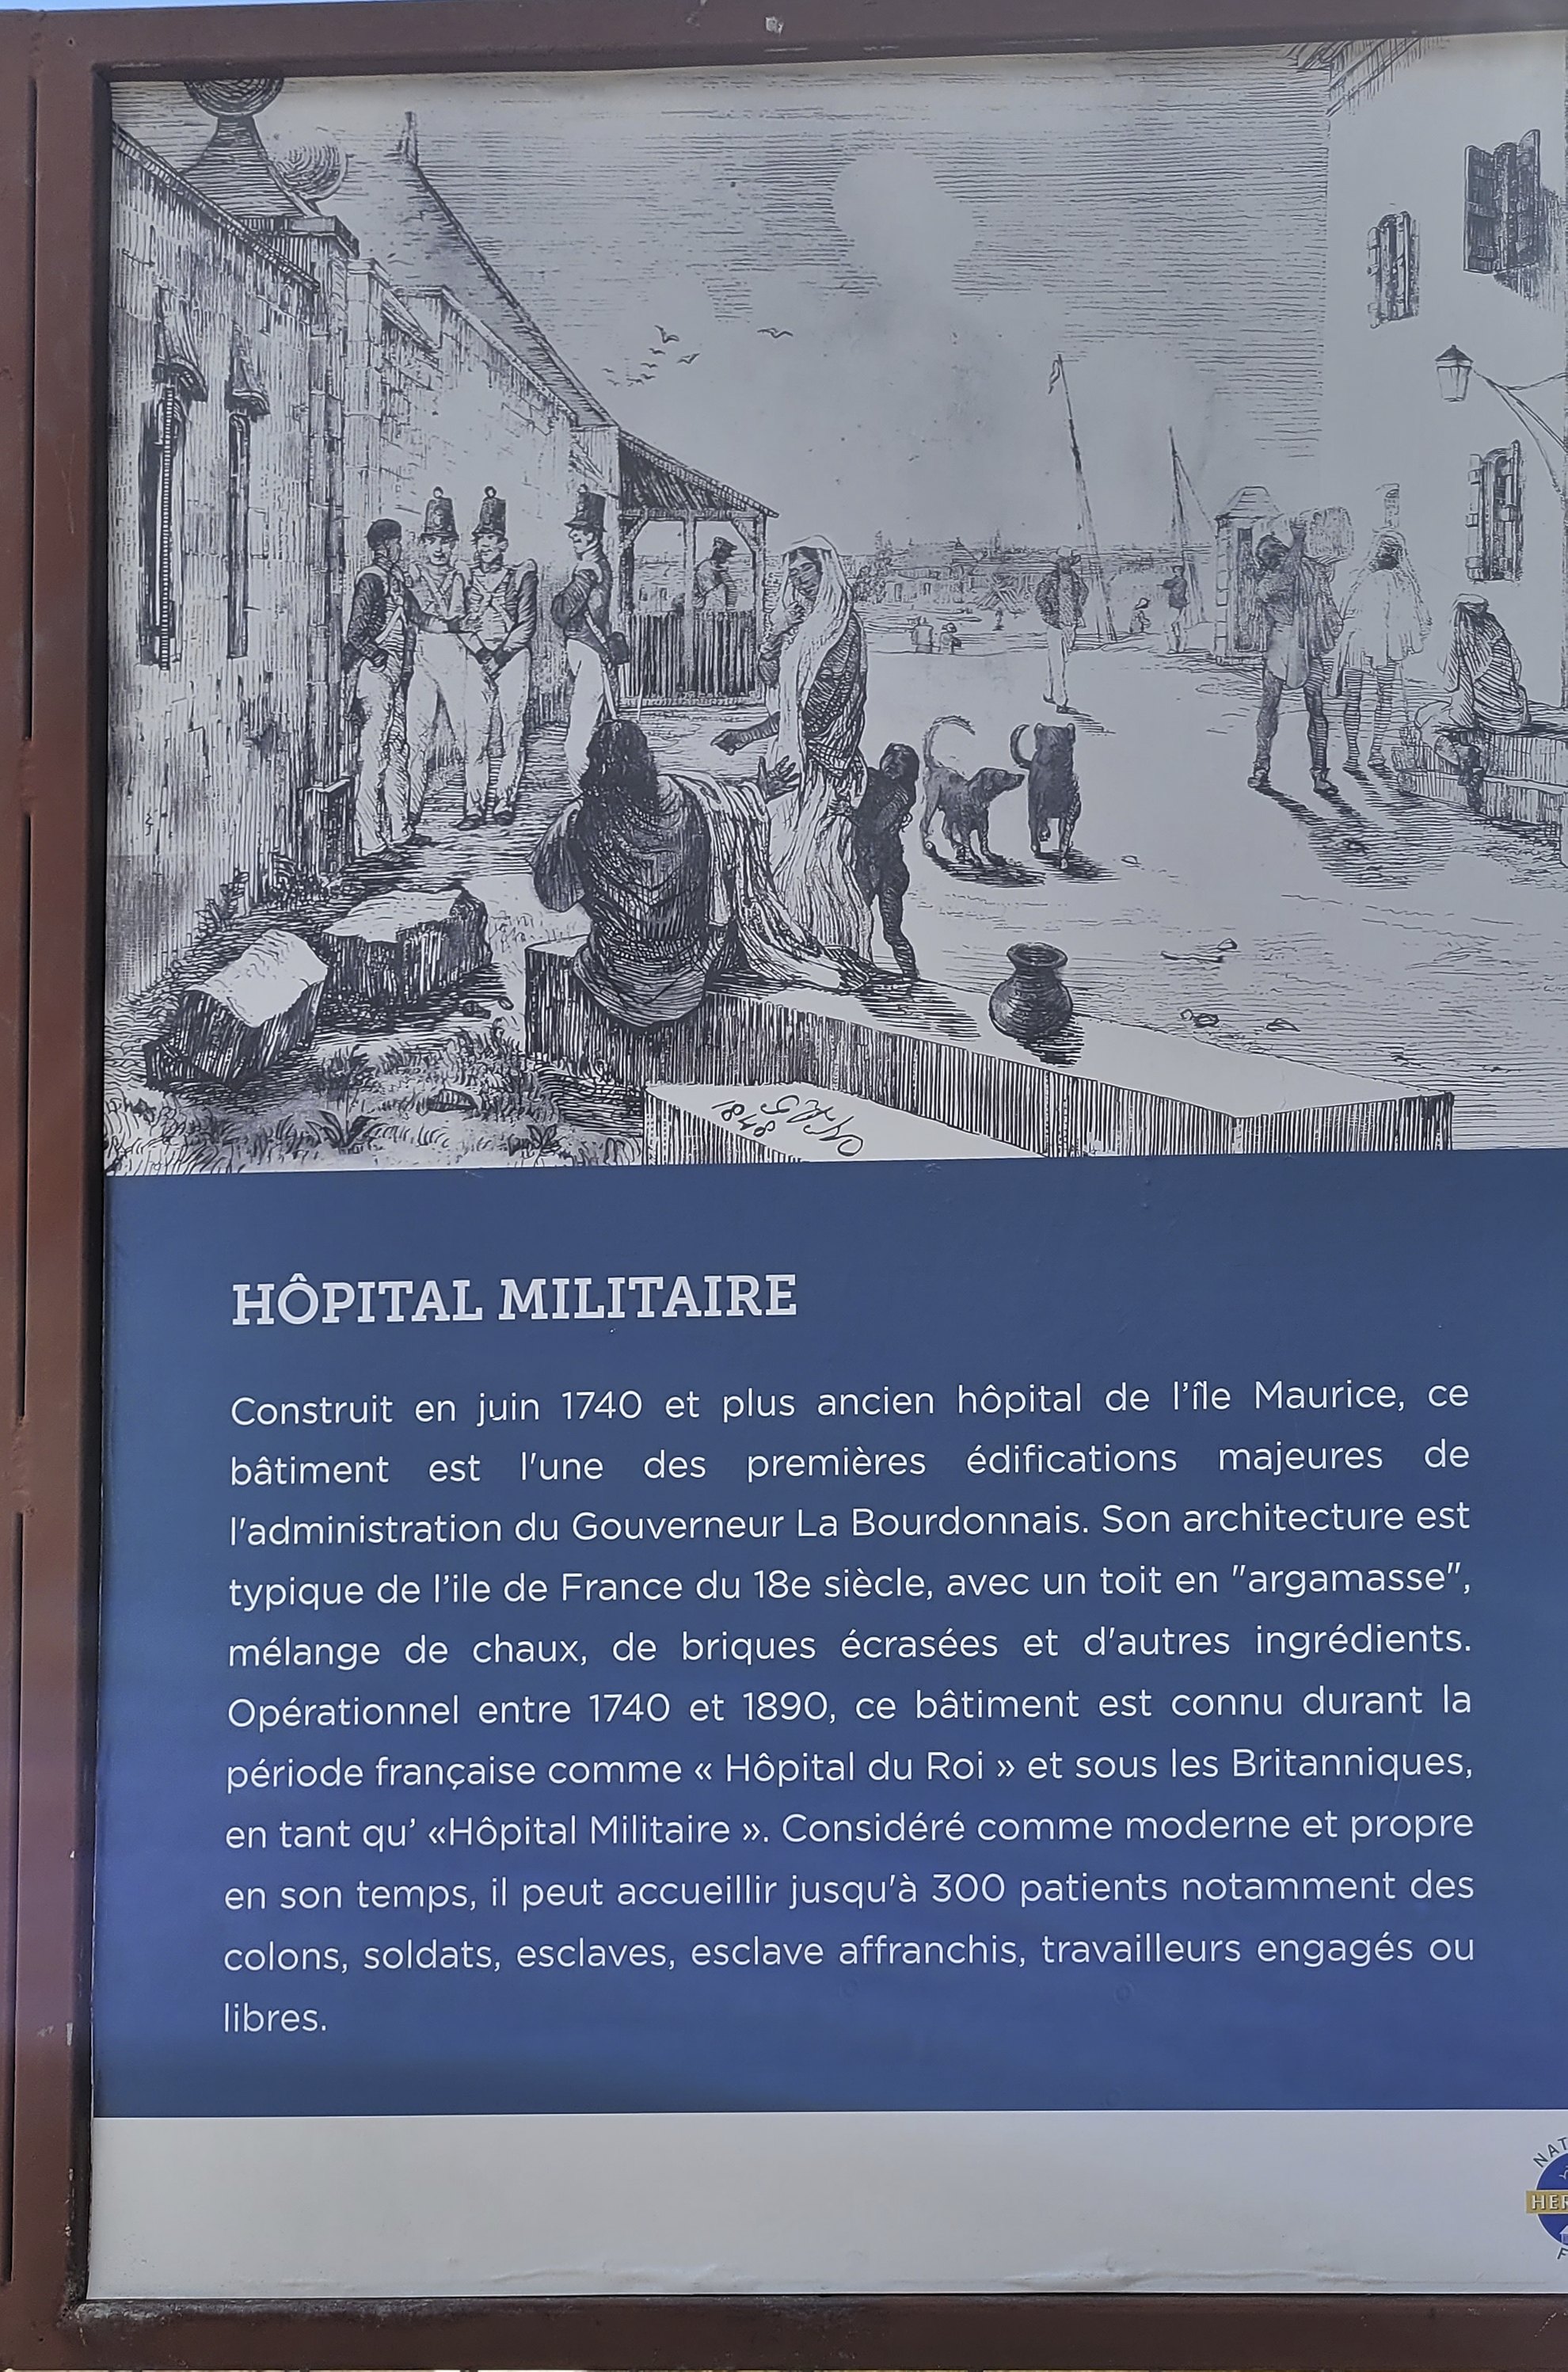 HÔPITAL MILITAIRE
Construit en juin 1740 et plus ancien hôpital de l'île Maurice, ce
bâtiment est l'une des premières édifications majeures de
l'administration du Gouverneur La Bourdonnais. Son architecture est
typique de l'ile de France du 18e siècle, avec un toit en "argamasse",
mélange de chaux, de briques écrasées et d'autres ingrédients.
Opérationnel entre 1740 et 1890, ce bâtiment est connu durant la
période française comme « Hôpital du Roi » et sous les Britanniques,
en tant qu' «Hôpital Militaire ». Considéré comme moderne et propre
en son temps, il peut accueillir jusqu'à 300 patients notamment des
colons, soldats, esclaves, esclave affranchis, travailleurs engagés ou
libres.